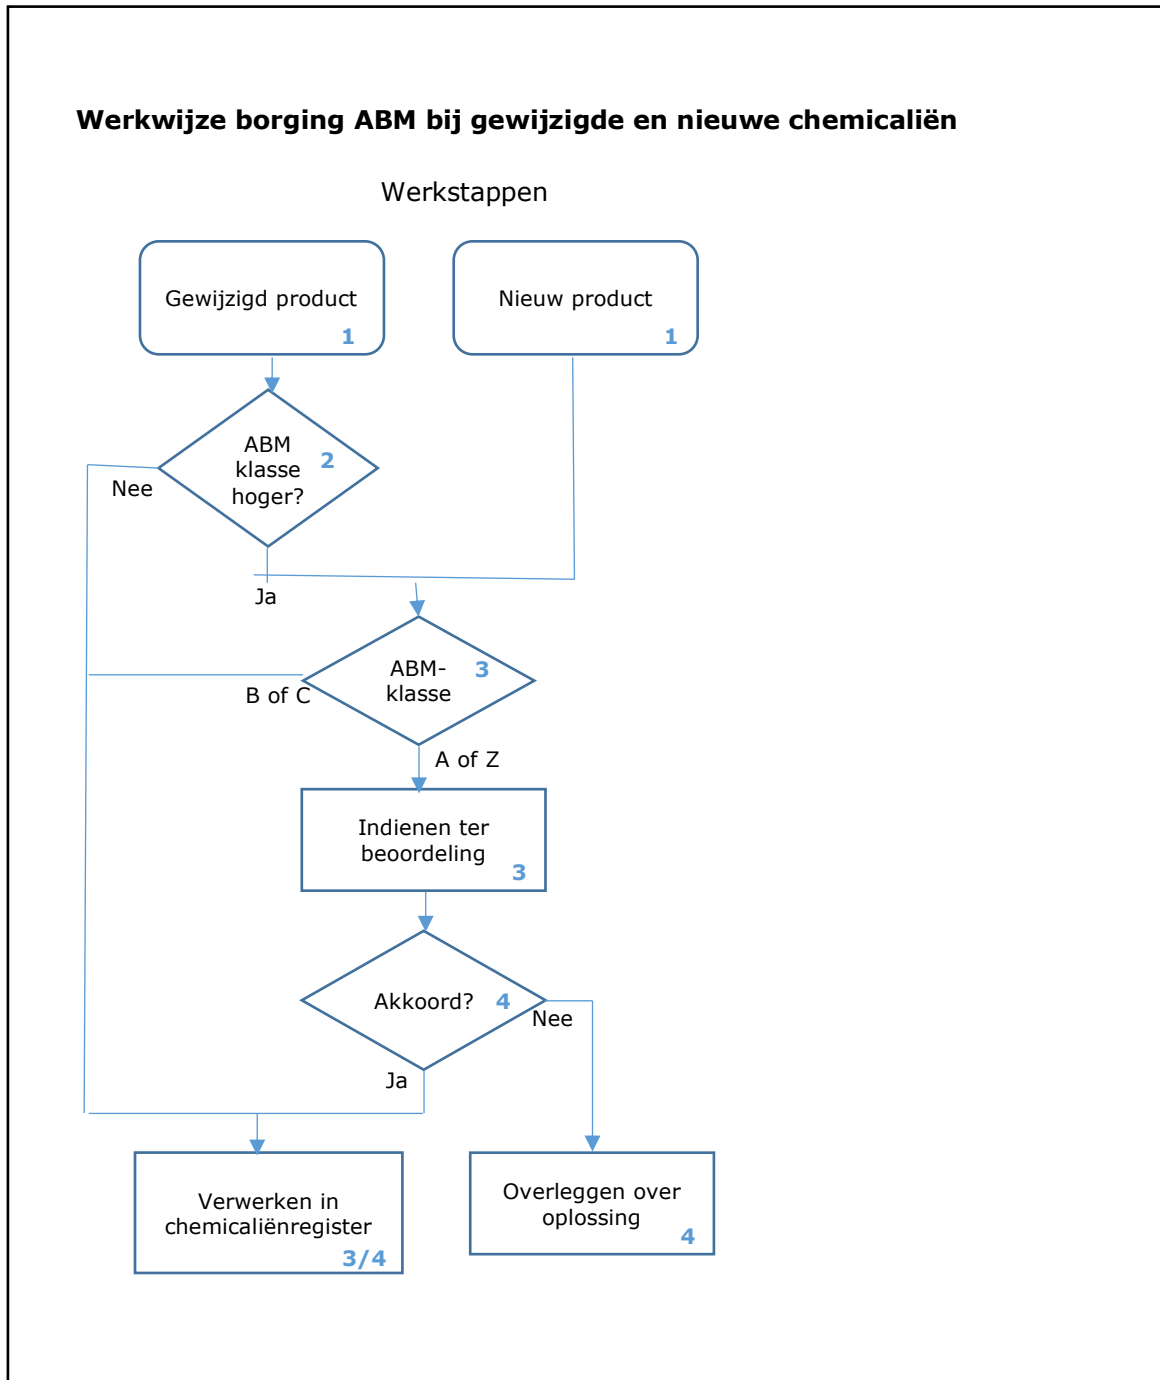 Werkwijze borging ABM bij gewijzigde en nieuwe chemicaliën
Werkstappen
Gewijzigd product
1
Nieuw product
1
ABM
klasse
hoger?
2
Nee
Ja
ABM-
klasse
3
B of C
A of Z
Indienen ter
beoordeling
3
Akkoord?
4
Nee
Ja
Verwerken in
chemicaliënregister
3/4
Overleggen over
oplossing
4